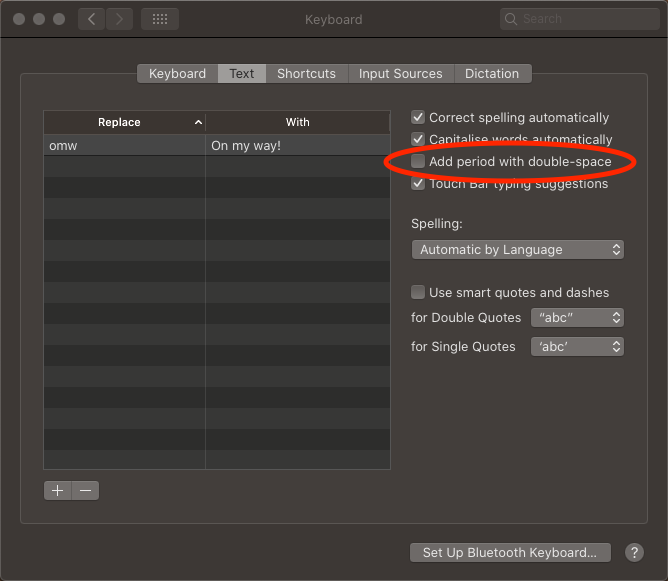 Keyboard
Search
Keyboard Text Shortcuts Input Sources Dictation
Replace With
omw On my way!
Correct spelling automatically
Capitalise words automatically
Add period with double-space
Touch Bar typing suggestions
Spelling:
Automatic by Language
Use smart quotes and dashes
for Double Quotes “abc”
for Single Quotes ‘abc’
+ −
Set Up Bluetooth Keyboard... ?